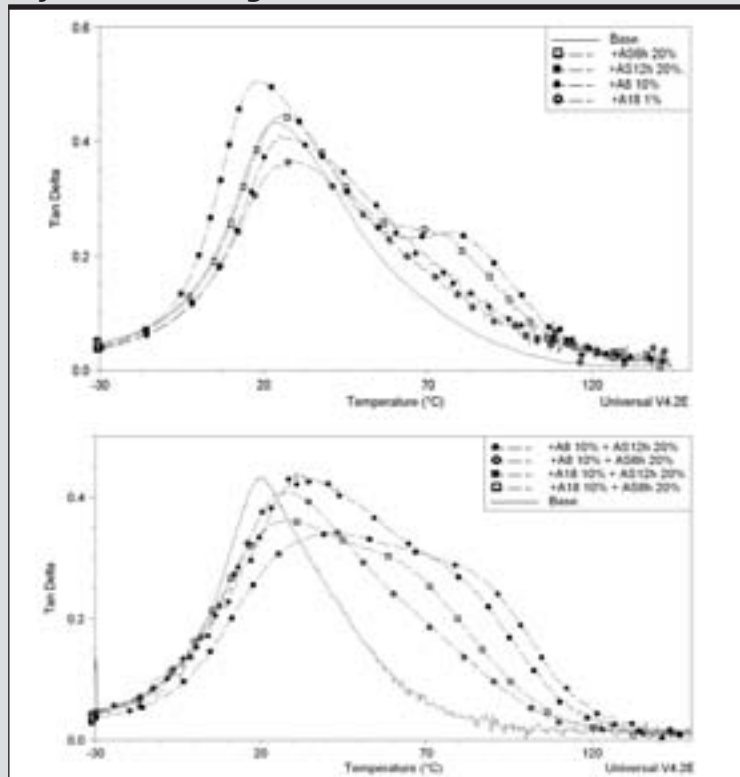 0.6
Base
+AS8h 20%
+AS12h 20%
+A8 10%
+A18 1%
0.4
Tan Delta
0.2
0.0
-30 20 70 120
Temperature (°C) Universal V4.2E
+A8 10% + AS12h 20%
+A8 10% + AS8h 20%
+A18 10% + AS12h 20%
+A18 10% + AS8h 20%
Base
0.4
Tan Delta
0.2
0.0
-30 20 70 120
Temperature (°C) Universal V4.2E